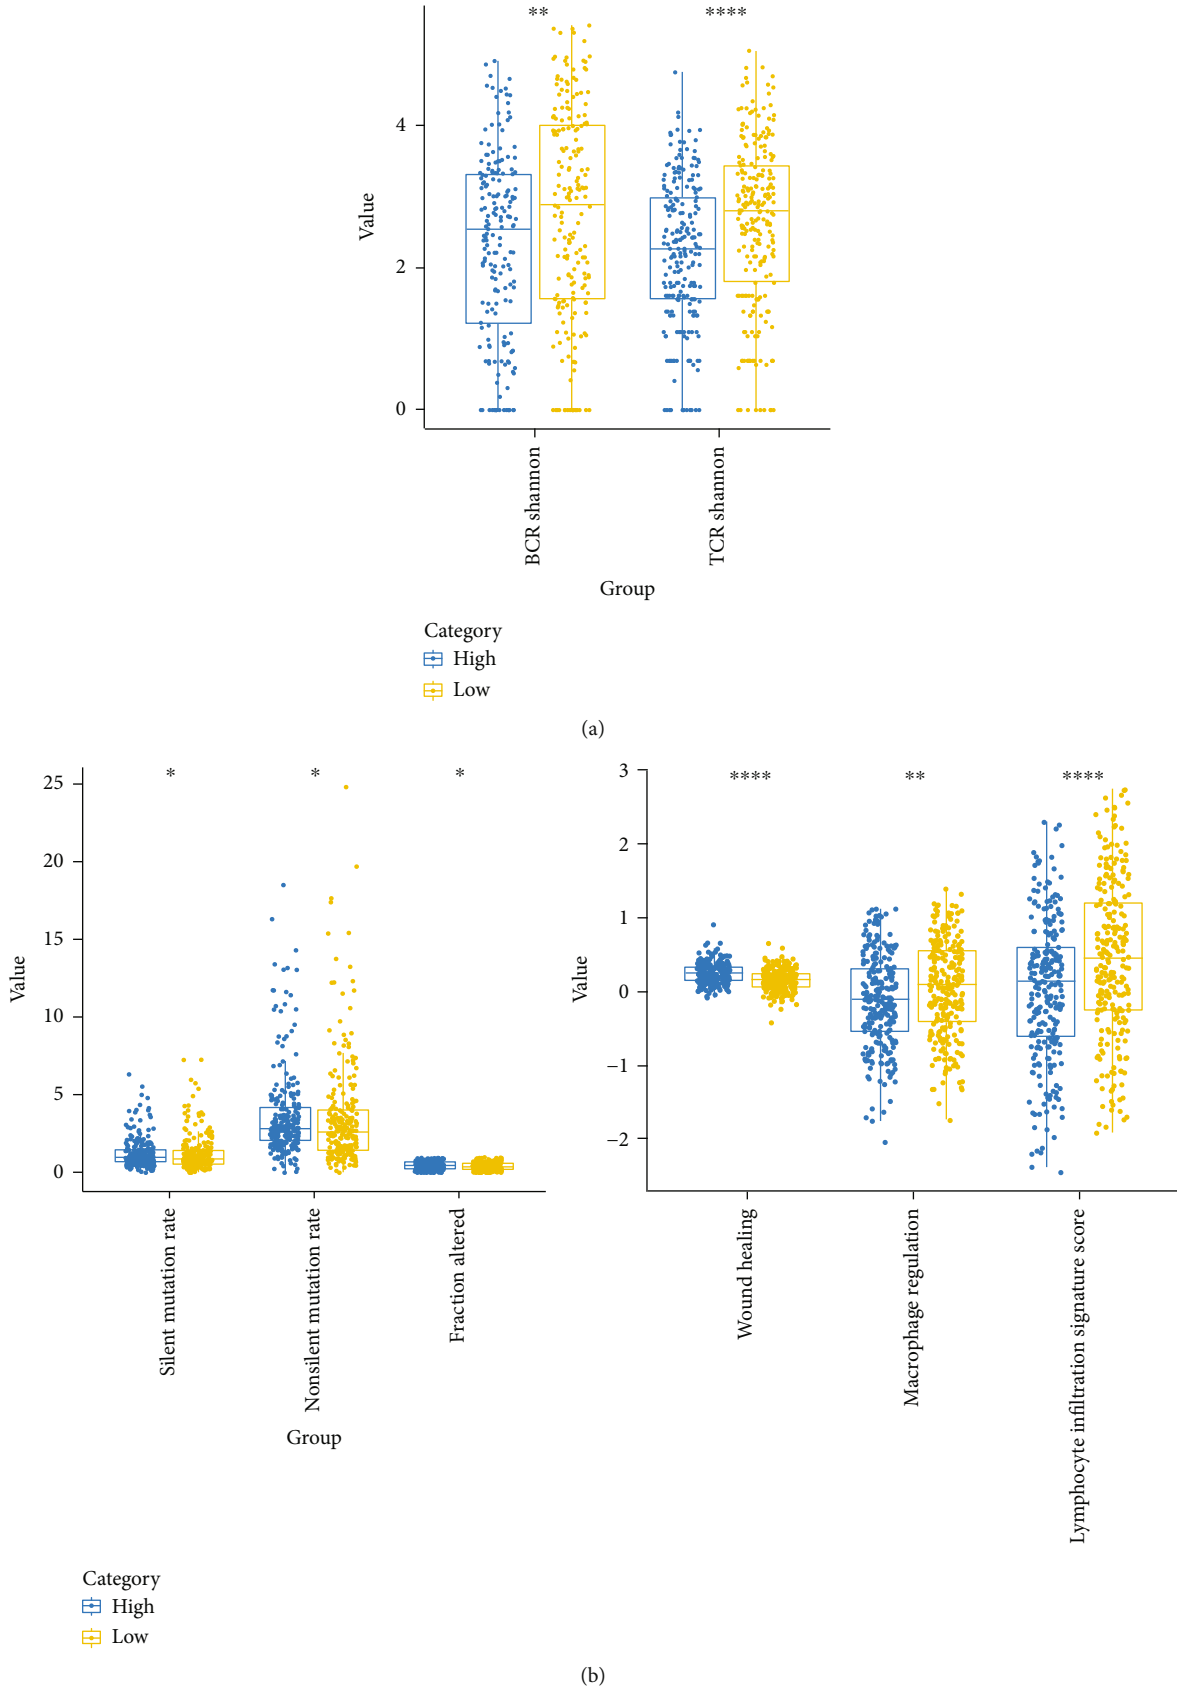 ** ****
4
2
0
Value
BCR shannon
TCR shannon
Group
Category
High
Low
(a)
* * *
25
20
15
10
5
0
Value
Silent mutation rate
Nonsilent mutation rate
Fraction altered
Group
**** ** ****
3
2
1
0
−1
−2
Value
Wound healing
Macrophage regulation
Lymphocyte infiltration signature score
Category
High
Low
(b)